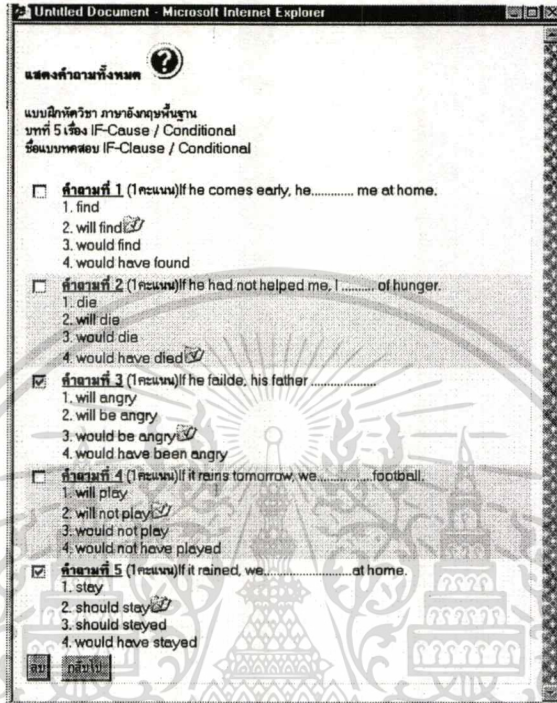 Untitled Document - Microsoft Internet Explorer
แสดงคำถามทั้งหมด
แบบฝึกหัดวิชา ภาษาอังกฤษพื้นฐาน
บทที่ 5 เรื่อง IF-Cause / Conditional
ชื่อแบบทดสอบ IF-Clause / Conditional
คำถามที่ 1 (1คะแนน)If he comes early, he............. me at home.
1. find
2. will find
3. would find
4. would have found
คำถามที่ 2 (1คะแนน)If he had not helped me, I ......... of hunger.
1. die
2. will die
3. would die
4. would have died
คำถามที่ 3 (1คะแนน)If he failde, his father ..................
1. will angry
2. will be angry
3. would be angry
4. would have been angry
คำถามที่ 4 (1คะแนน)If it rains tomorrow, we...............football.
1. will play
2. will not play
3. would not play
4. would not have played
คำถามที่ 5 (1คะแนน)If it rained, we........................at home.
1. stay
2. should stay
3. should stayed
4. would have stayed
ลบ กลับไป